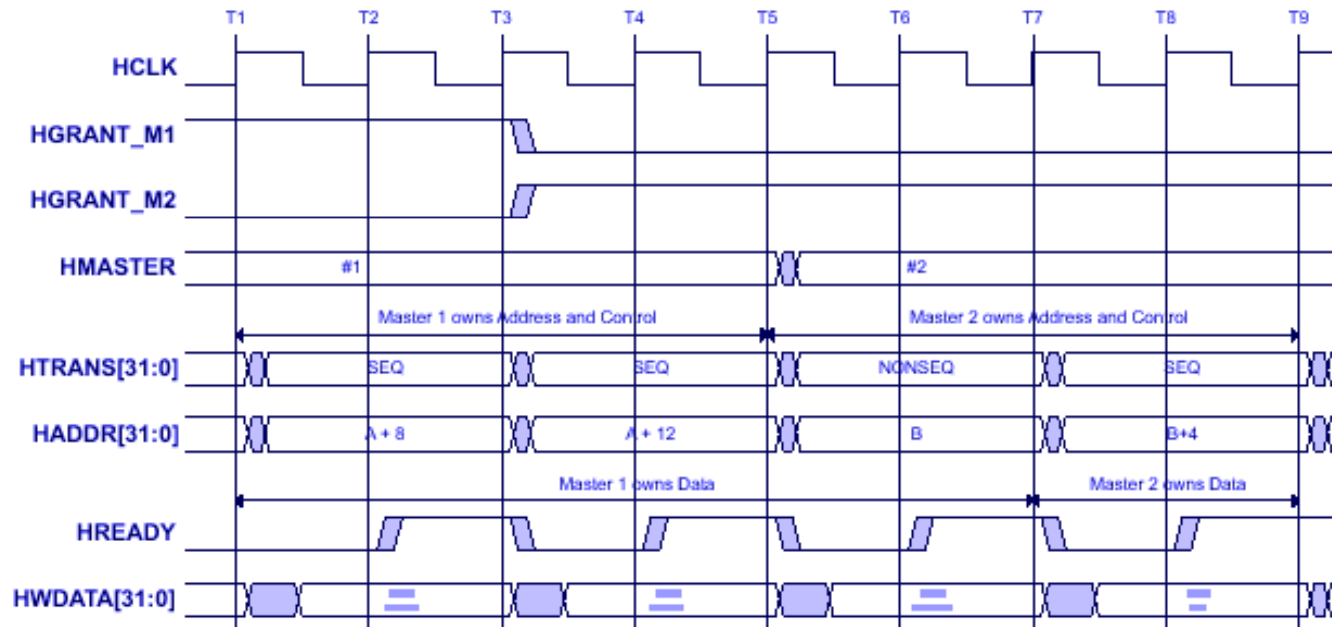 T1 T2 T3 T4 T5 T6 T7 T8 T9
HCLK
HGRANT_M1
HGRANT_M2
HMASTER #1 #2
Master 1 owns Address and Control Master 2 owns Address and Control
HTRANS[31:0] SEQ SEQ NONSEQ SEQ
HADDR[31:0] A + 8 A + 12 B B+4
Master 1 owns Data Master 2 owns Data
HREADY
HWDATA[31:0]